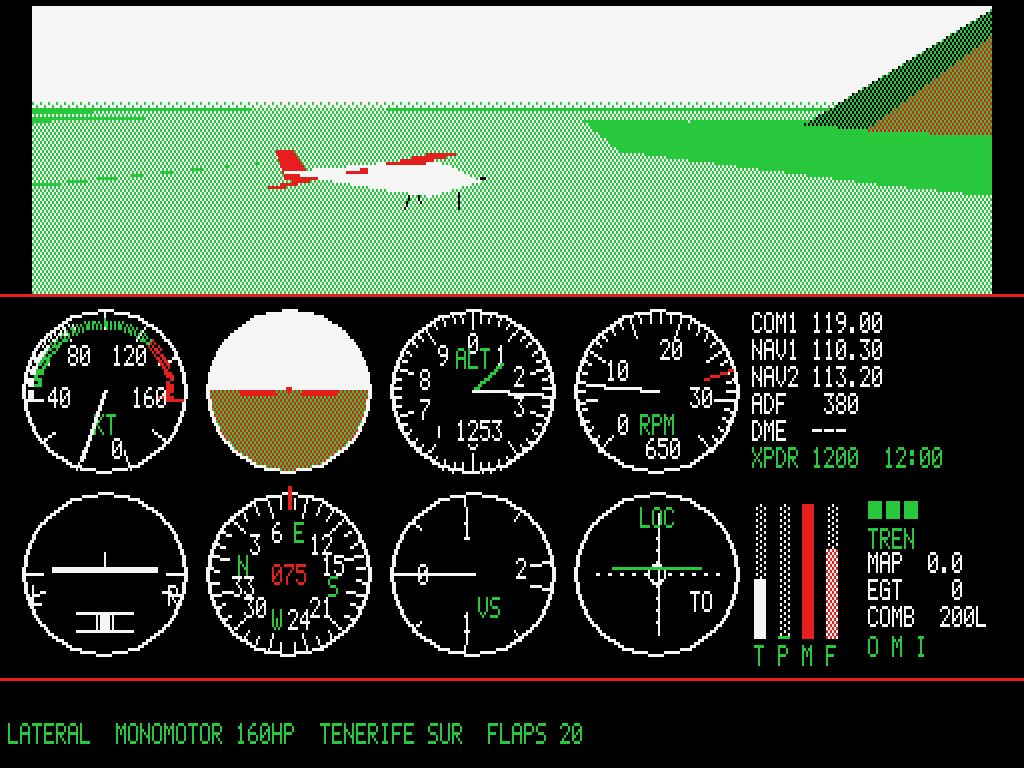 80 120
40 160
KT
0
0
9 ALT 1
8 2
7 3
1253
20
10
30
0 RPM
650
COM1 119.00
NAV1 110.30
NAV2 113.20
ADF 380
DME ---
XPDR 1200 12:00
L R
6 E
3 12
N 15
075
33 S
30 21
W 24
1
0 2
VS
1
LOC
TO
TREN
MAP 0.0
EGT 0
COMB 200L
T P M F O M I
LATERAL MONOMOTOR 160HP TENERIFE SUR FLAPS 20